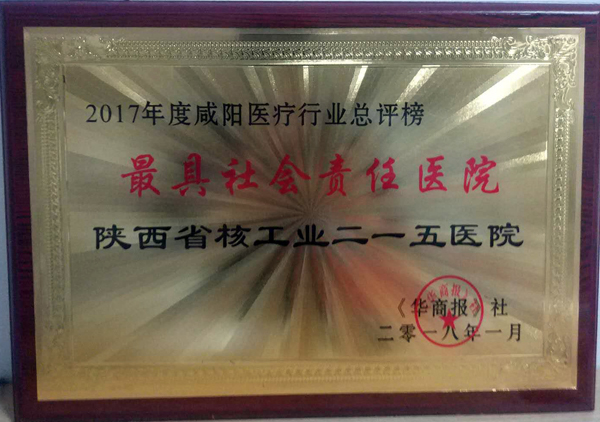 2017年度咸阳医疗行业总评榜
最具社会责任医院
陕西省核工业二一五医院
《华商报》社
二零一八年一月